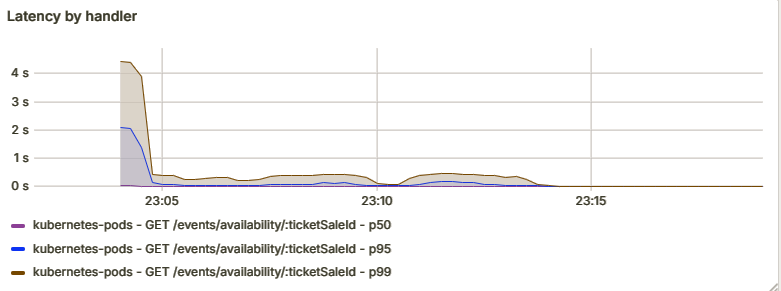 Latency by handler
4 s
3 s
2 s
1 s
0 s
23:05 23:10 23:15
kubernetes-pods - GET /events/availability/:ticketSaleId - p50
kubernetes-pods - GET /events/availability/:ticketSaleId - p95
kubernetes-pods - GET /events/availability/:ticketSaleId - p99